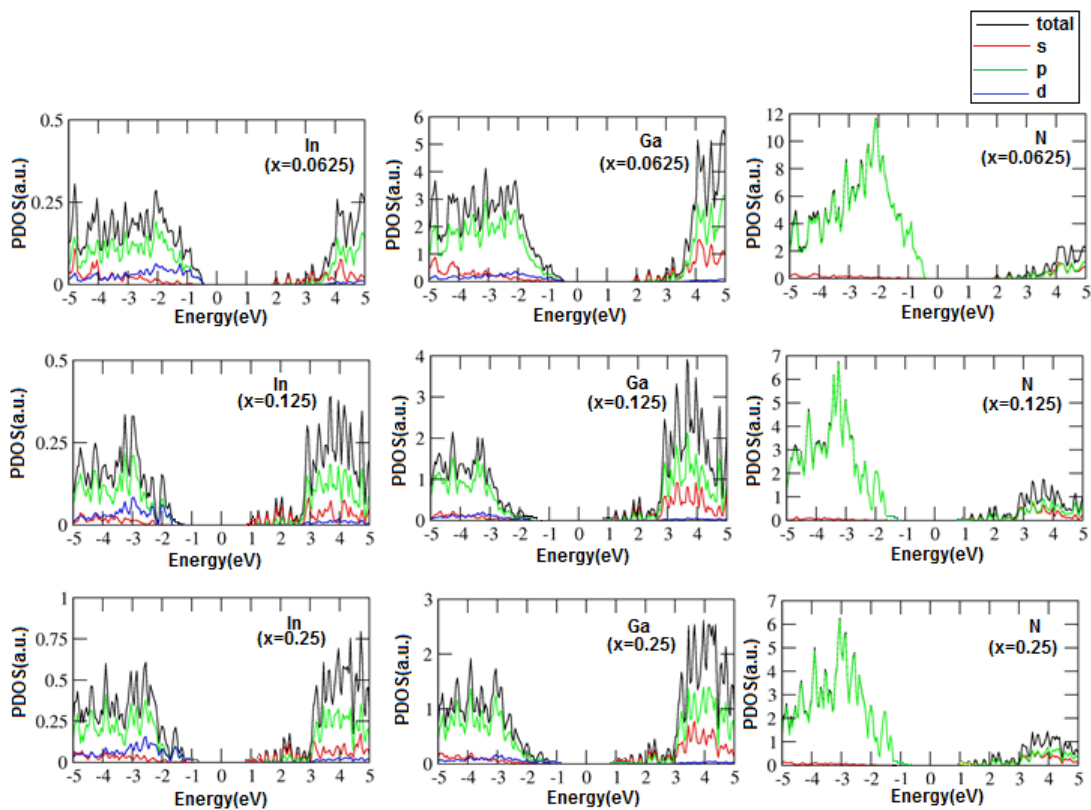 total
s
p
d
0.5
0.25
0
PDOS(a.u.)
In
(x=0.0625)
-5 -4 -3 -2 -1 0 1 2 3 4 5
Energy(eV)
6
5
4
3
2
1
0
PDOS(a.u.)
Ga
(x=0.0625)
-5 -4 -3 -2 -1 0 1 2 3 4 5
Energy(eV)
12
10
8
6
4
2
0
PDOS(a.u.)
N
(x=0.0625)
-5 -4 -3 -2 -1 0 1 2 3 4 5
Energy(eV)
0.5
0.25
0
PDOS(a.u.)
In
(x=0.125)
-5 -4 -3 -2 -1 0 1 2 3 4 5
Energy(eV)
4
3
2
1
0
PDOS(a.u.)
Ga
(x=0.125)
-5 -4 -3 -2 -1 0 1 2 3 4 5
Energy(eV)
7
6
5
4
3
2
1
0
PDOS(a.u.)
N
(x=0.125)
-5 -4 -3 -2 -1 0 1 2 3 4 5
Energy(eV)
1
0.75
0.5
0.25
0
PDOS(a.u.)
In
(x=0.25)
-5 -4 -3 -2 -1 0 1 2 3 4 5
Energy(eV)
3
2
1
0
PDOS(a.u.)
Ga
(x=0.25)
-5 -4 -3 -2 -1 0 1 2 3 4 5
Energy(eV)
7
6
5
4
3
2
1
0
PDOS(a.u.)
N
(x=0.25)
-5 -4 -3 -2 -1 0 1 2 3 4 5
Energy(eV)